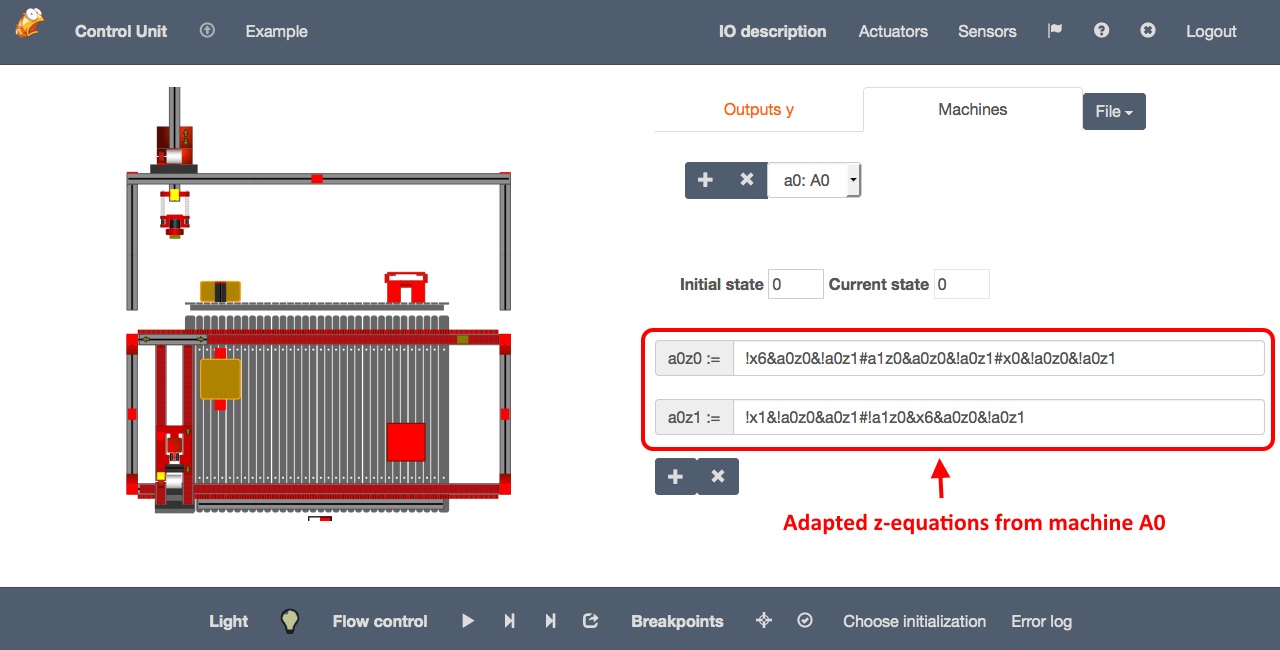 Control Unit Example IO description Actuators Sensors Logout
Outputs y Machines File
a0: A0
Initial state 0 Current state 0
a0z0 := !x6&a0z0&!a0z1#a1z0&a0z0&!a0z1#x0&!a0z0&!a0z1
a0z1 := !x1&!a0z0&a0z1#!a1z0&x6&a0z0&!a0z1
Adapted z-equations from machine A0
Light Flow control Breakpoints Choose initialization Error log